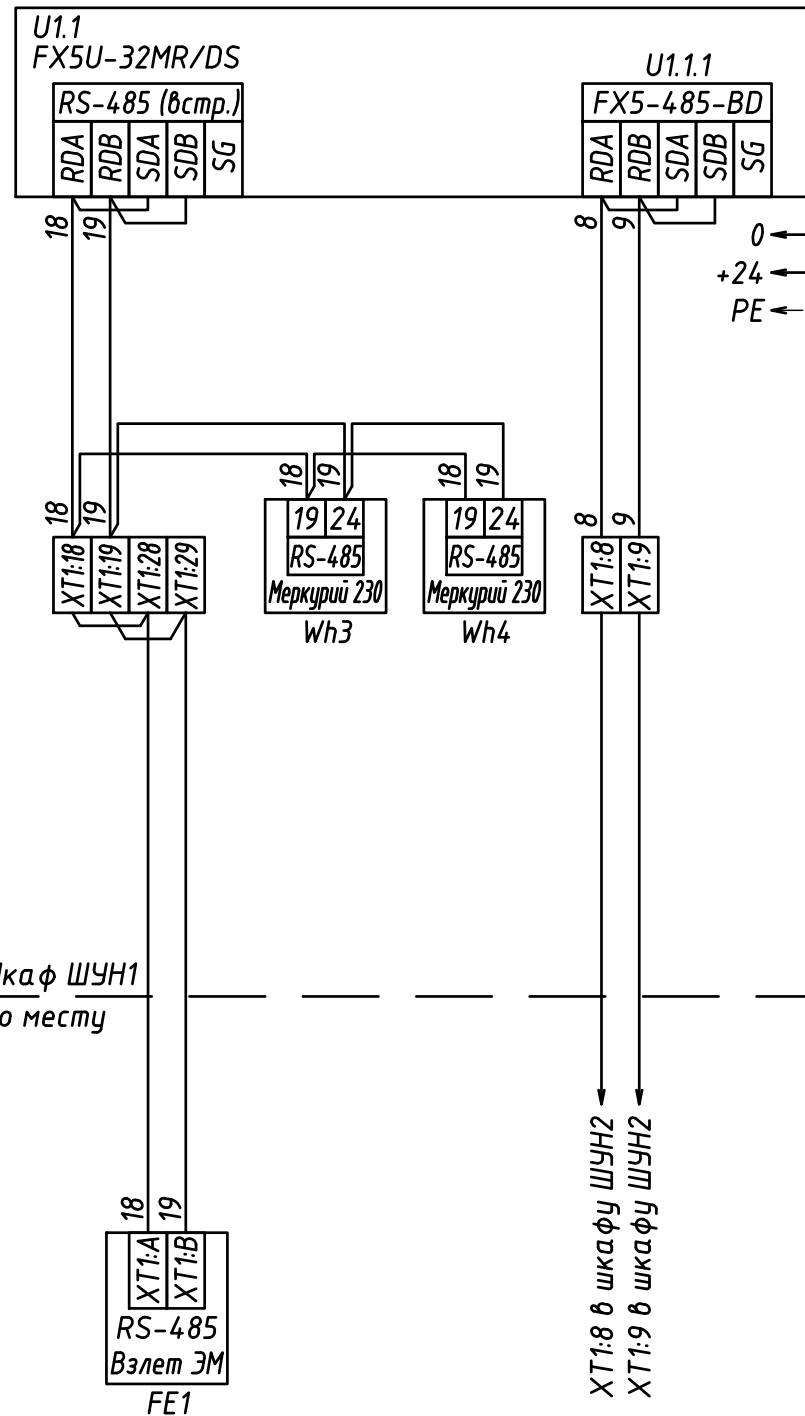 U1.1
FX5U-32MR/DS
U1.1.1
RS-485 (встр.)
FX5-485-BD
RDA RDB SDA SDB SG
RDA RDB SDA SDB SG
18 19
8 9
0
+24
PE
18 19
18 19
18 19
8 9
19 24
19 24
XT1:18 XT1:19 XT1:28 XT1:29
RS-485
RS-485
XT1:8 XT1:9
Меркурий 230
Меркурий 230
Wh3
Wh4
каф ШУН1
о месту
XT1:8 в шкафу ШУН2
XT1:9 в шкафу ШУН2
18 19
XT1:A XT1:B
RS-485
Взлет ЭМ
FE1